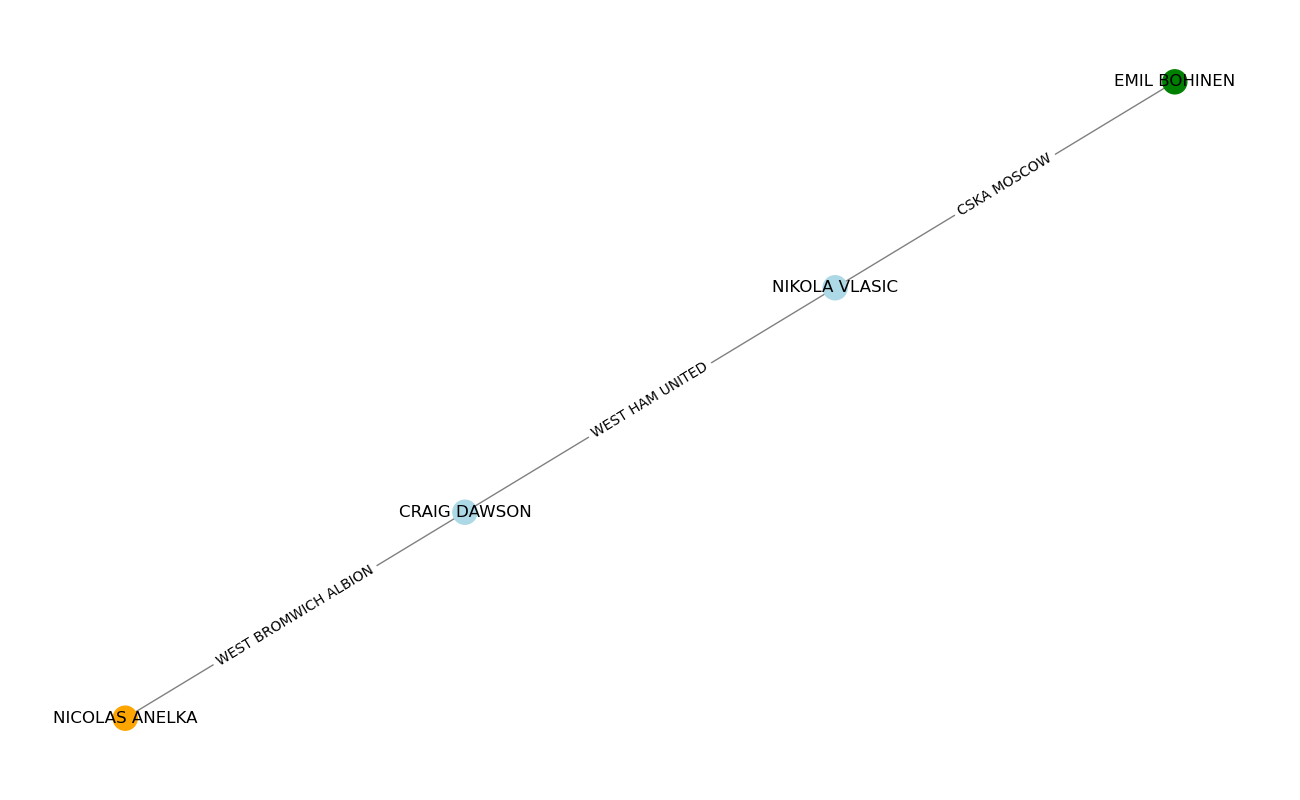 EMIL BOHINEN
CSKA MOSCOW
NIKOLA VLASIC
WEST HAM UNITED
CRAIG DAWSON
WEST BROMWICH ALBION
NICOLAS ANELKA